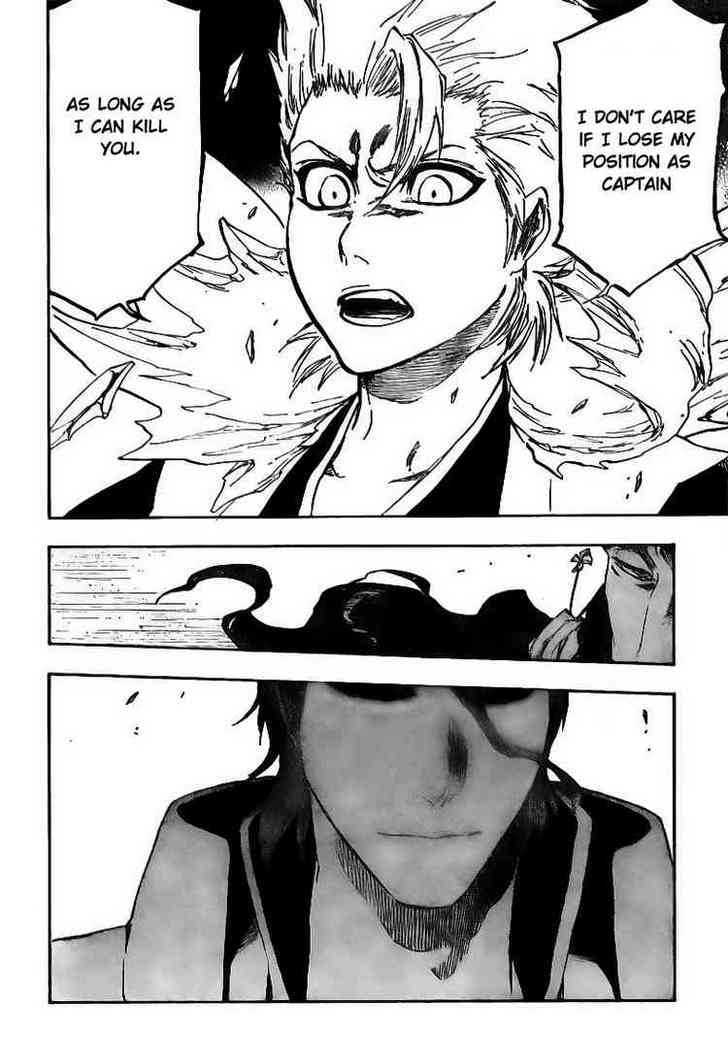 I DON'T CARE
IF I LOSE MY
POSITION AS
CAPTAIN
AS LONG AS
I CAN KILL
YOU.